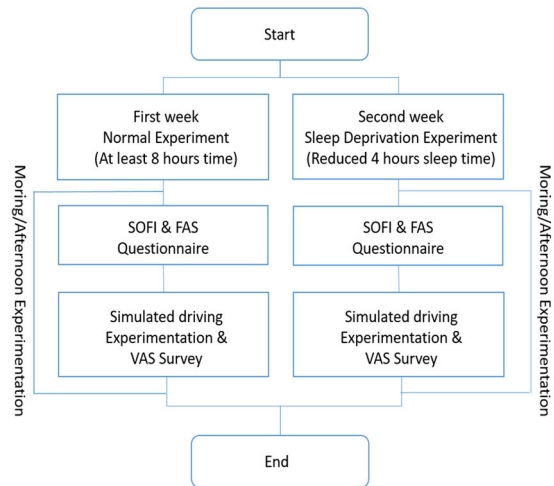 Start
First week
Normal Experiment
(At least 8 hours time)
Second week
Sleep Deprivation Experiment
(Reduced 4 hours sleep time)
Moring/Afternoon Experimentation
SOFI & FAS
Questionnaire
SOFI & FAS
Questionnaire
Moring/Afternoon Experimentation
Simulated driving
Experimentation &
VAS Survey
Simulated driving
Experimentation &
VAS Survey
End